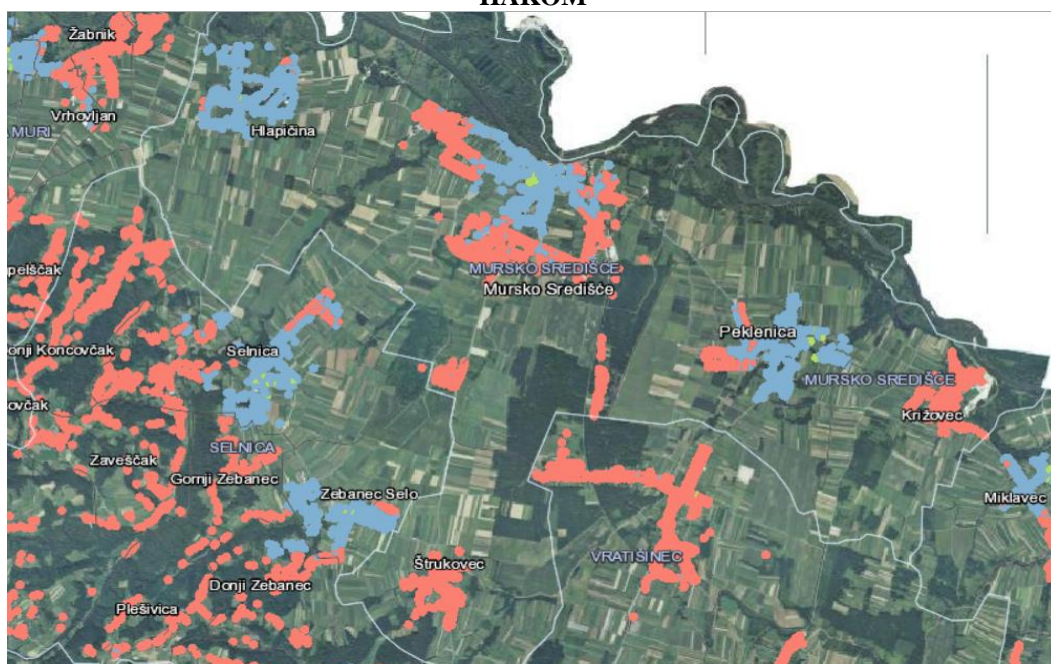 HAKOM
Žabnik
Vrhovljan
MURI
Hlapičina
MURSKO SREDIŠĆE
Mursko Središće
pelščak
onji Koncovčak
Selnica
Peklenica
MURSKO SREDIŠĆE
ovčak
Križovec
SELNICA
Zaveščak
Gornji Zebanec
Zebanec Selo
Miklavec
VRATIŠINEC
Štrukovec
Donji Zebanec
Plešivica